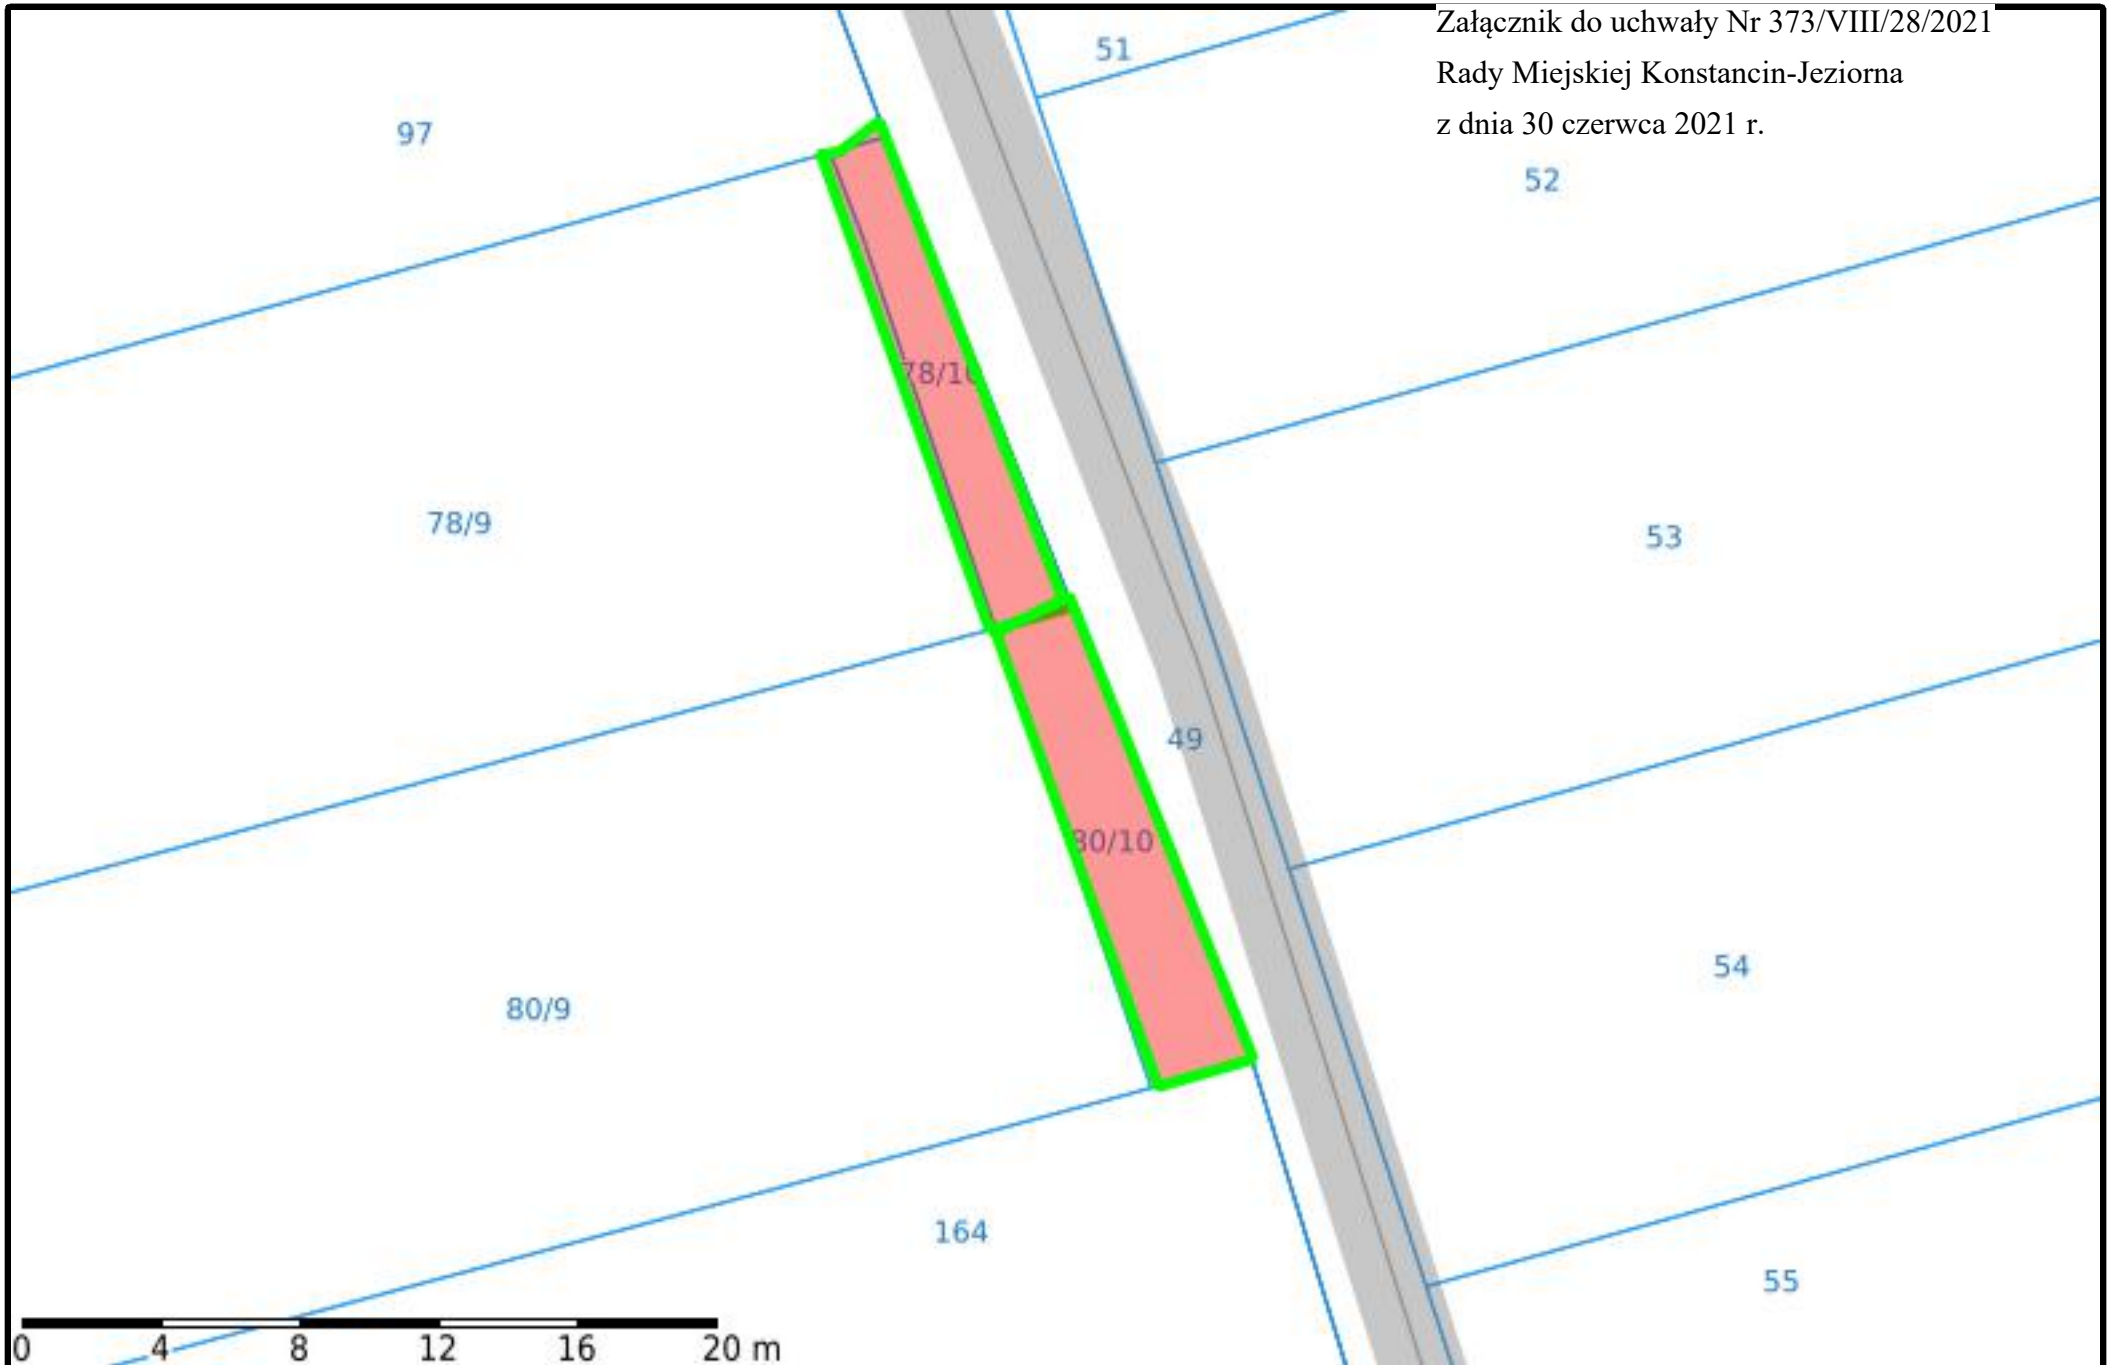 Załącznik do uchwały Nr 373/VIII/28/2021
Rady Miejskiej Konstancin-Jeziorna
z dnia 30 czerwca 2021 r.
51
97
52
78/9
53
49
80/9
54
164
55
0 4 8 12 16 20 m